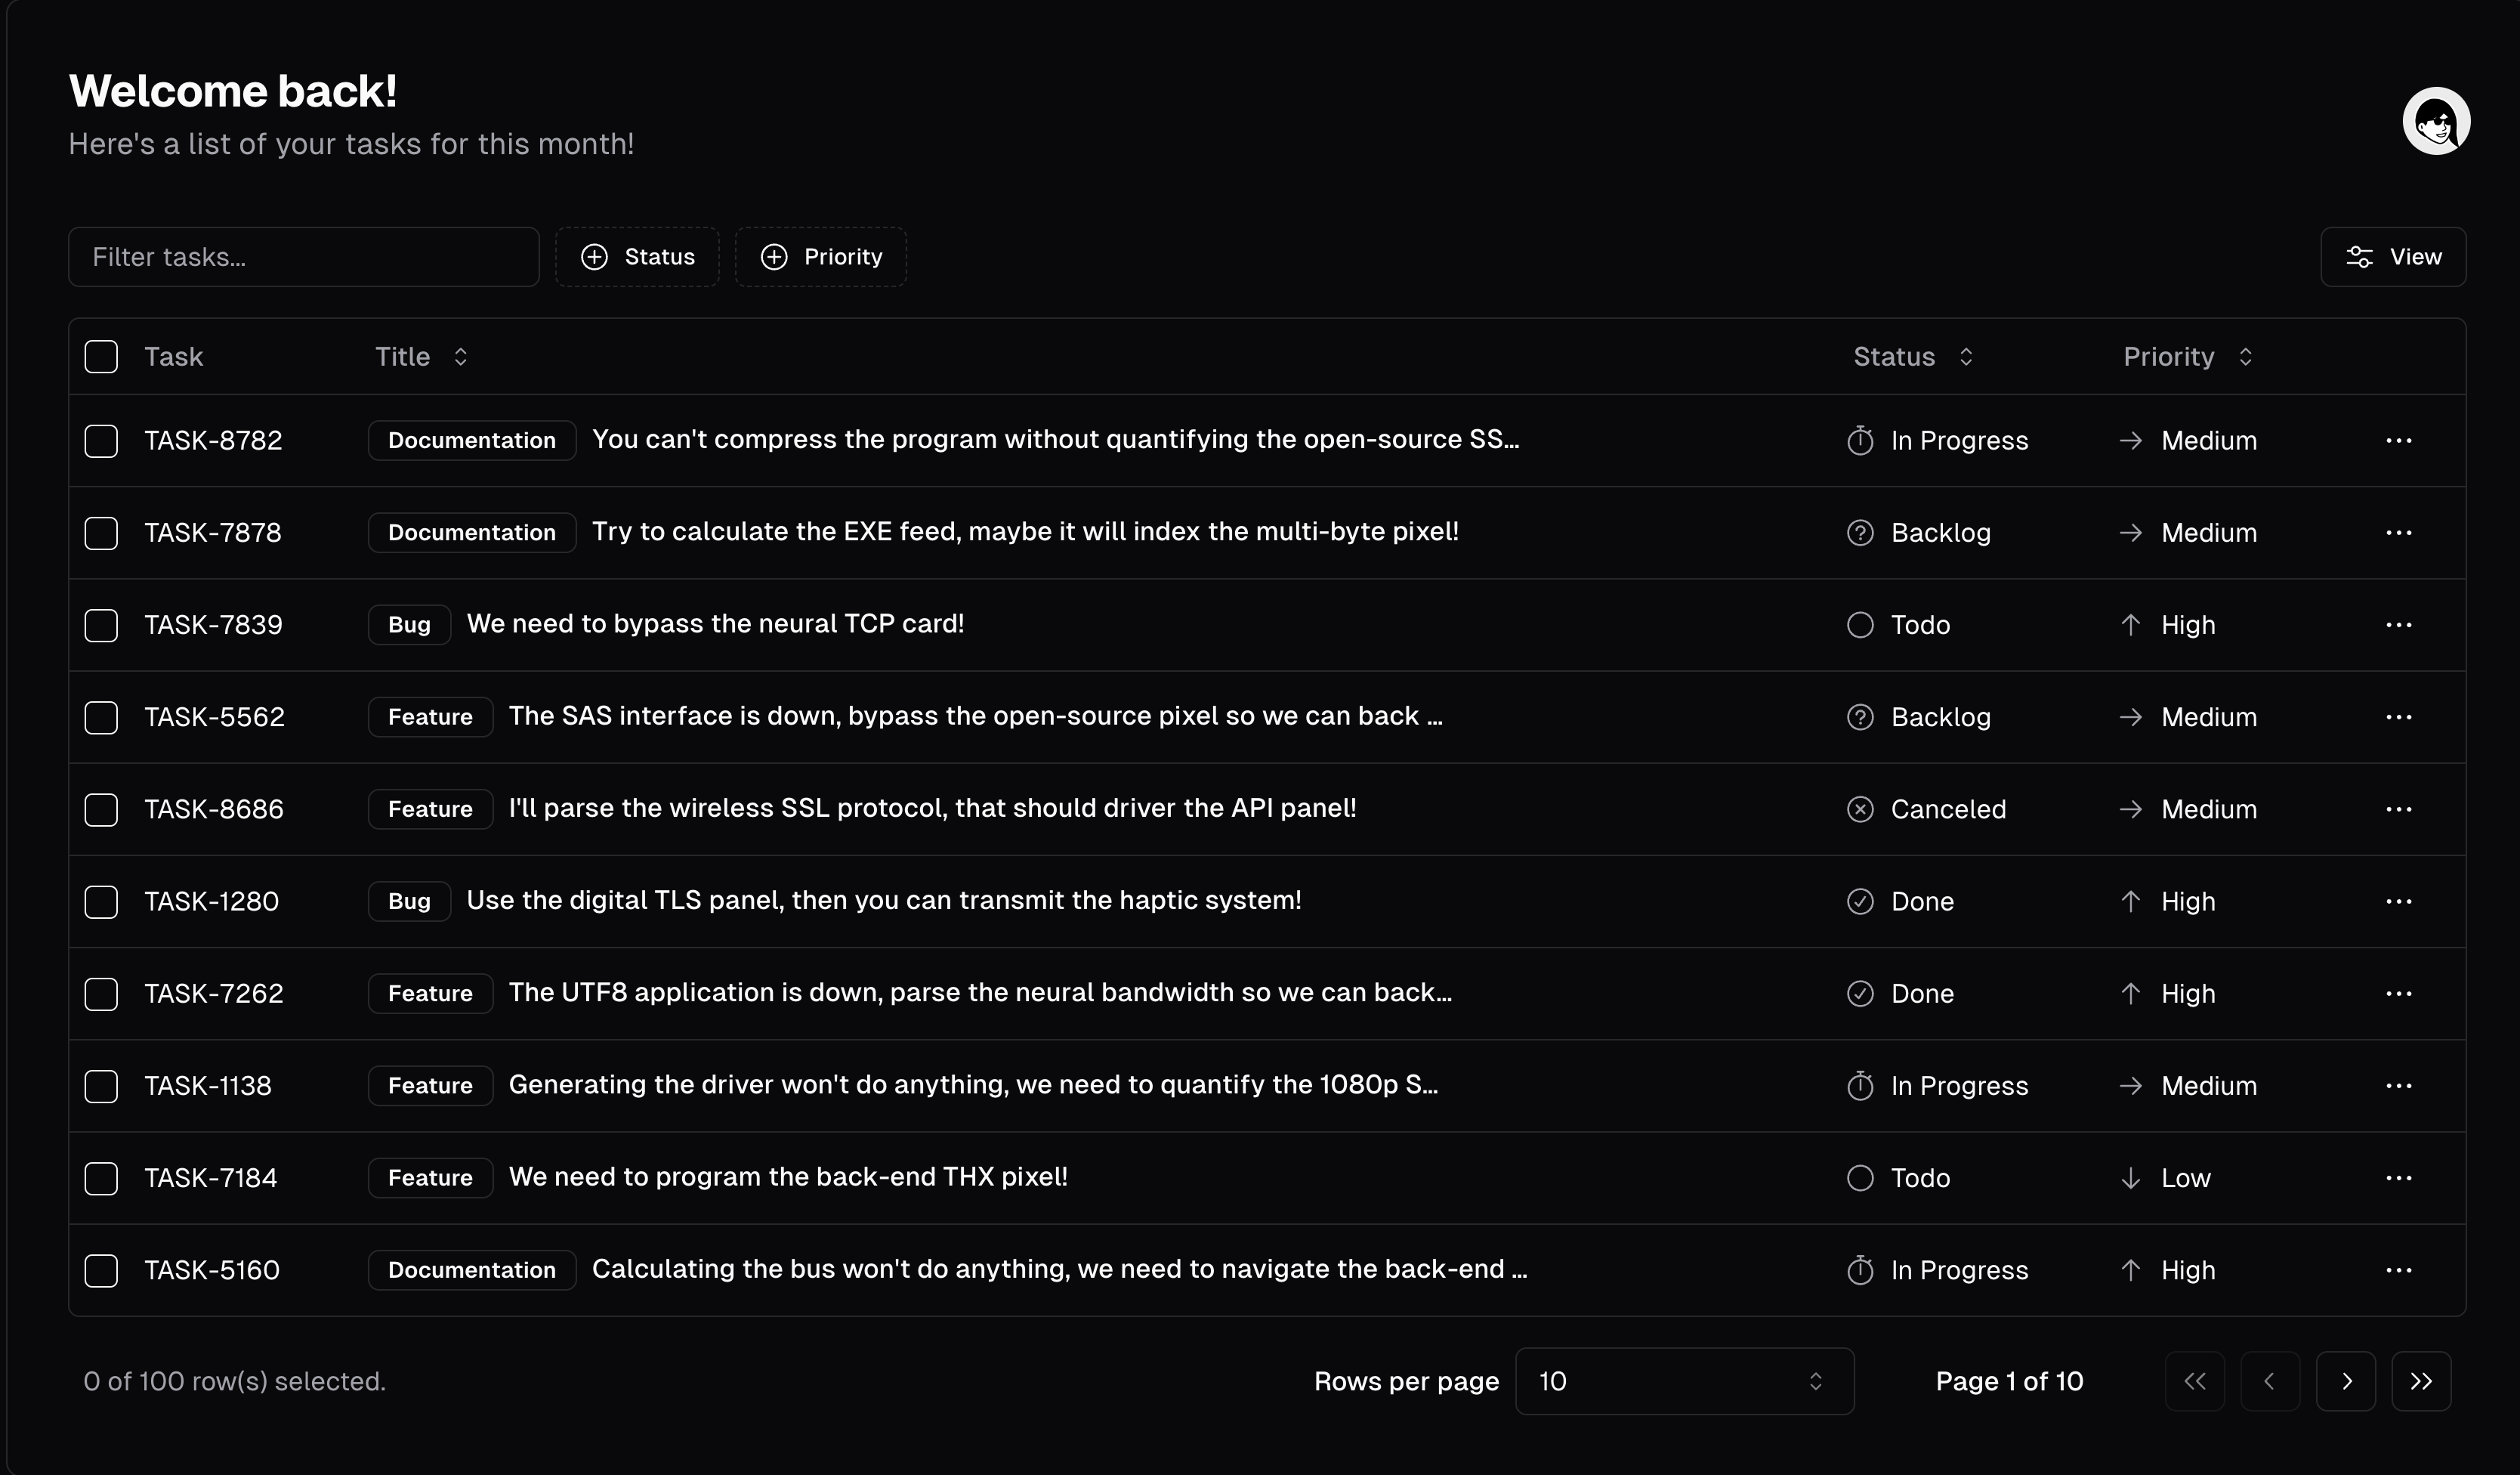 Welcome back!
Here's a list of your tasks for this month!
Filter tasks...
Status
Priority
View
Task Title Status Priority
TASK-8782 Documentation You can't compress the program without quantifying the open-source SS... In Progress Medium
TASK-7878 Documentation Try to calculate the EXE feed, maybe it will index the multi-byte pixel! Backlog Medium
TASK-7839 Bug We need to bypass the neural TCP card! Todo High
TASK-5562 Feature The SAS interface is down, bypass the open-source pixel so we can back ... Backlog Medium
TASK-8686 Feature I'll parse the wireless SSL protocol, that should driver the API panel! Canceled Medium
TASK-1280 Bug Use the digital TLS panel, then you can transmit the haptic system! Done High
TASK-7262 Feature The UTF8 application is down, parse the neural bandwidth so we can back... Done High
TASK-1138 Feature Generating the driver won't do anything, we need to quantify the 1080p S... In Progress Medium
TASK-7184 Feature We need to program the back-end THX pixel! Todo Low
TASK-5160 Documentation Calculating the bus won't do anything, we need to navigate the back-end ... In Progress High
0 of 100 row(s) selected. Rows per page 10 Page 1 of 10